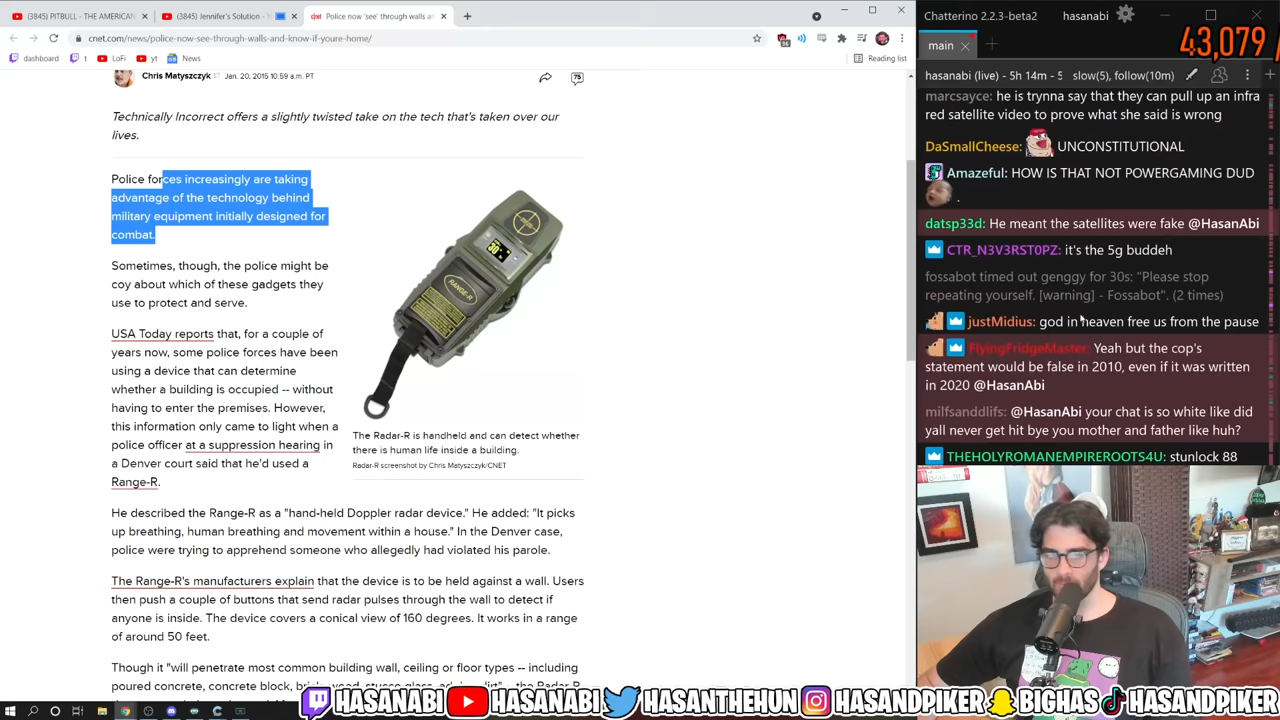 (3845) PITBULL - THE AMERICAN
(3845) Jennifer's Solution - Yo
Police now 'see' through walls an
cnet.com/news/police-now-see-through-walls-and-know-if-youre-home/
dashboard
t
LoFi
yt
News
Reading list
Chris Matyszczyk
Jan. 20, 2015 10:59 a.m. PT
75
Technically Incorrect offers a slightly twisted take on the tech that's taken over our
lives.
Police forces increasingly are taking
advantage of the technology behind
military equipment initially designed for
combat.
Sometimes, though, the police might be
coy about which of these gadgets they
use to protect and serve.
USA Today reports that, for a couple of
years now, some police forces have been
using a device that can determine
whether a building is occupied -- without
having to enter the premises. However,
this information only came to light when a
police officer at a suppression hearing in
a Denver court said that he'd used a
Range-R.
RANGE-R
The Radar-R is handheld and can detect whether
there is human life inside a building.
Radar-R screenshot by Chris Matyszczyk/CNET
He described the Range-R as a "hand-held Doppler radar device." He added: "It picks
up breathing, human breathing and movement within a house." In the Denver case,
police were trying to apprehend someone who allegedly had violated his parole.
The Range-R's manufacturers explain that the device is to be held against a wall. Users
then push a couple of buttons that send radar pulses through the wall to detect if
anyone is inside. The device covers a conical view of 160 degrees. It works in a range
of around 50 feet.
Though it "will penetrate most common building wall, ceiling or floor types -- including
poured concrete, concrete block, brick,
Chatterino 2.2.3-beta2
hasanabi
43,079 /
main
hasanabi (live) - 5h 14m - 5
slow(5), follow(10m)
marcsayce: he is trynna say that they can pull up an infra
red satellite video to prove what she said is wrong
DaSmallCheese: UNCONSTITUTIONAL
Amazeful: HOW IS THAT NOT POWERGAMING DUD
.
datsp33d: He meant the satellites were fake @HasanAbi
CTR_N3V3RST0PZ: it's the 5g buddeh
fossabot timed out genggy for 30s: "Please stop
repeating yourself. [warning] - Fossabot". (2 times)
justMidius: god in heaven free us from the pause
FlyingFridgeMaster: Yeah but the cop's
statement would be false in 2010, even if it was written
in 2020 @HasanAbi
milfsanddlifs: @HasanAbi your chat is so white like did
yall never get hit bye you mother and father like huh?
THEHOLYROMANEMPIREROOTS4U: stunlock 88
HASANABI
HASANABI
HASANTHEHUN
HASANDPIKER
BIGHAS
HASANDPIKER